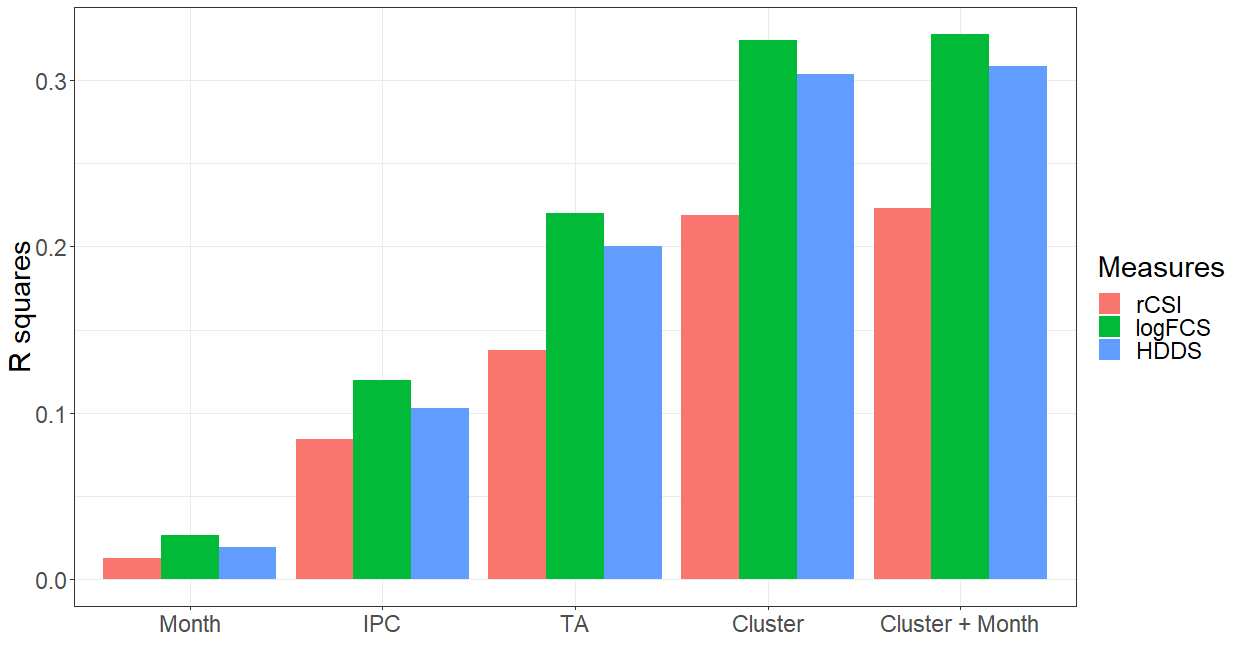 R squares
0.3
0.2
0.1
0.0
Month
IPC
TA
Cluster
Cluster + Month
Measures
rCSI
logFCS
HDDS